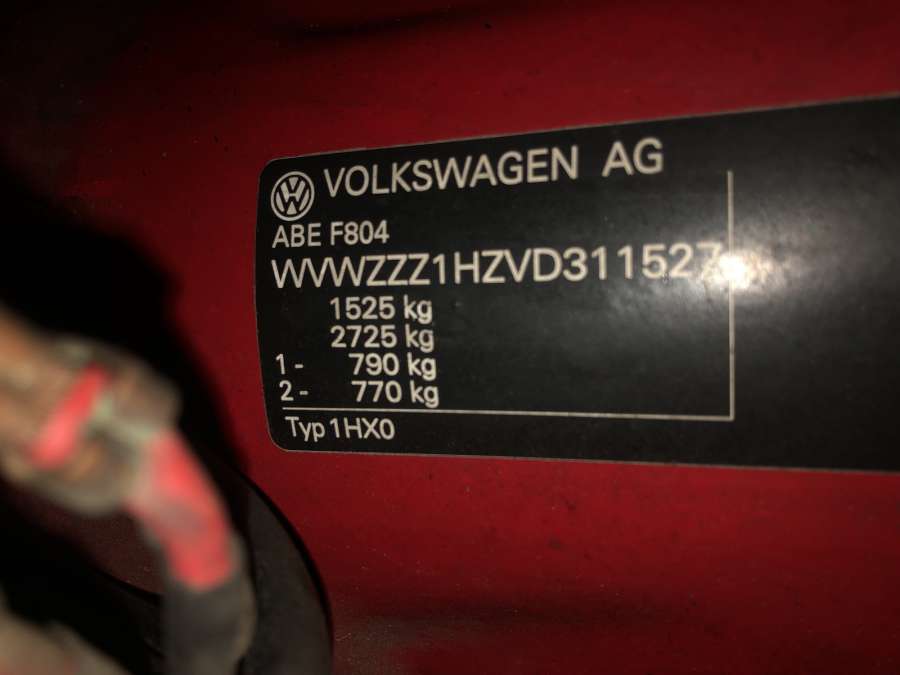 VOLKSWAGEN AG
ABE F804
WVWZZZ1HZVD311527
1525 kg
2725 kg
1- 790 kg
2- 770 kg
Typ 1HX0